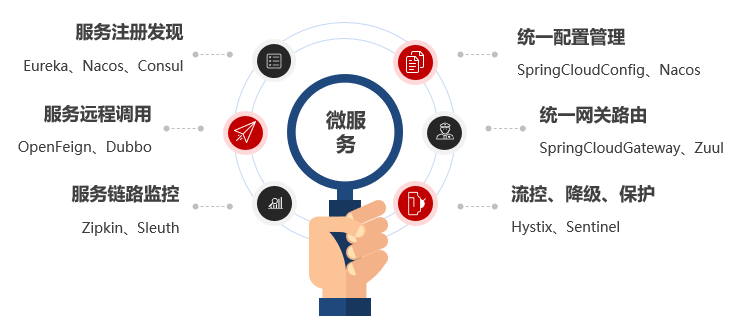 服务注册发现
Eureka、Nacos、Consul
服务远程调用
OpenFeign、Dubbo
服务链路监控
Zipkin、Sleuth
微服
务
统一配置管理
SpringCloudConfig、Nacos
统一网关路由
SpringCloudGateway、Zuul
流控、降级、保护
Hystix、Sentinel